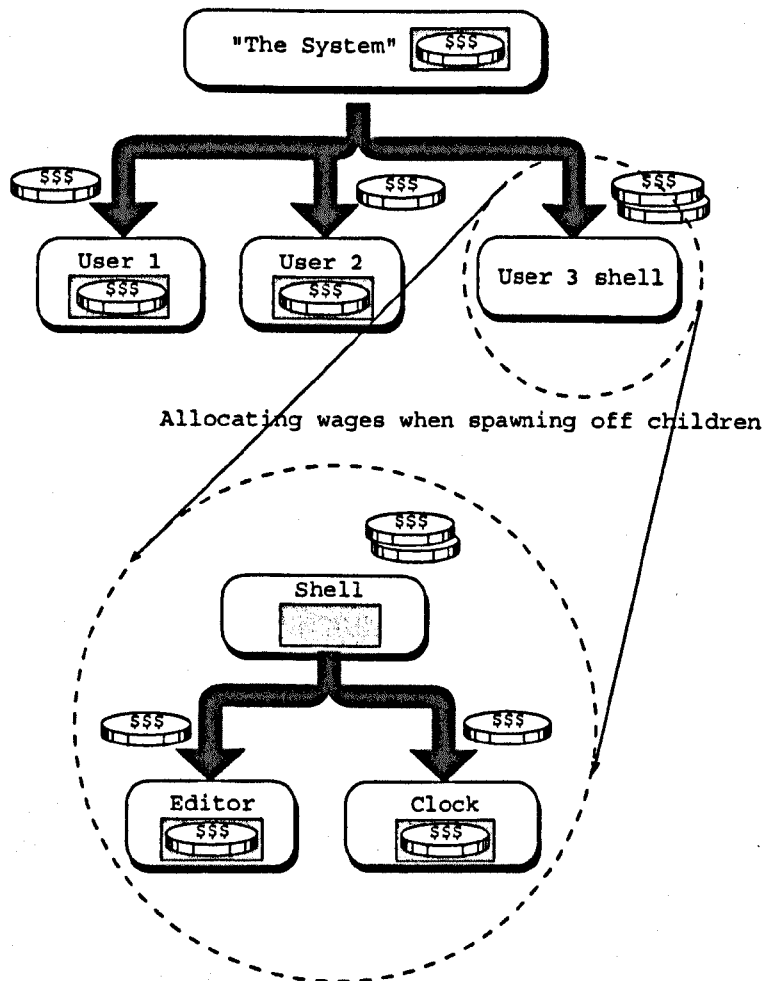 "The System" $$$
$$$ $$$ $$$
User 1 User 2 User 3 shell
$$$ $$$
Allocating wages when spawning off children
$$$
Shell
$$$ $$$
Editor Clock
$$$ $$$